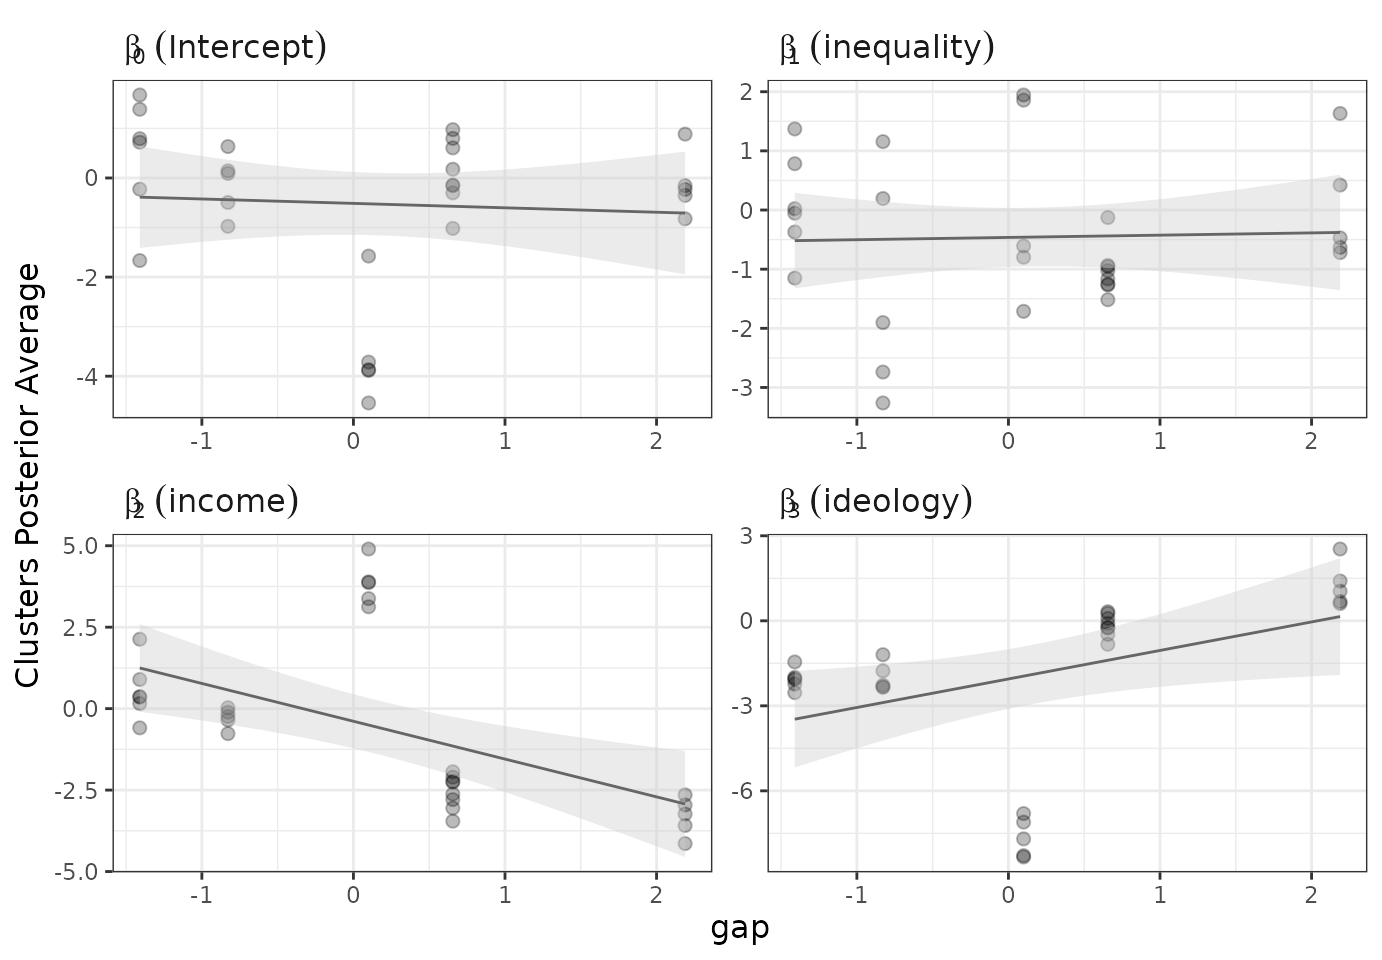 β0 (Intercept)
β1 (inequality)
0
-2
-4
2
1
0
-1
-2
-3
-1 0 1 2
-1 0 1 2
Clusters Posterior Average
β2 (income)
β3 (ideology)
5.0
2.5
0.0
-2.5
-5.0
3
0
-3
-6
-1 0 1 2
-1 0 1 2
gap